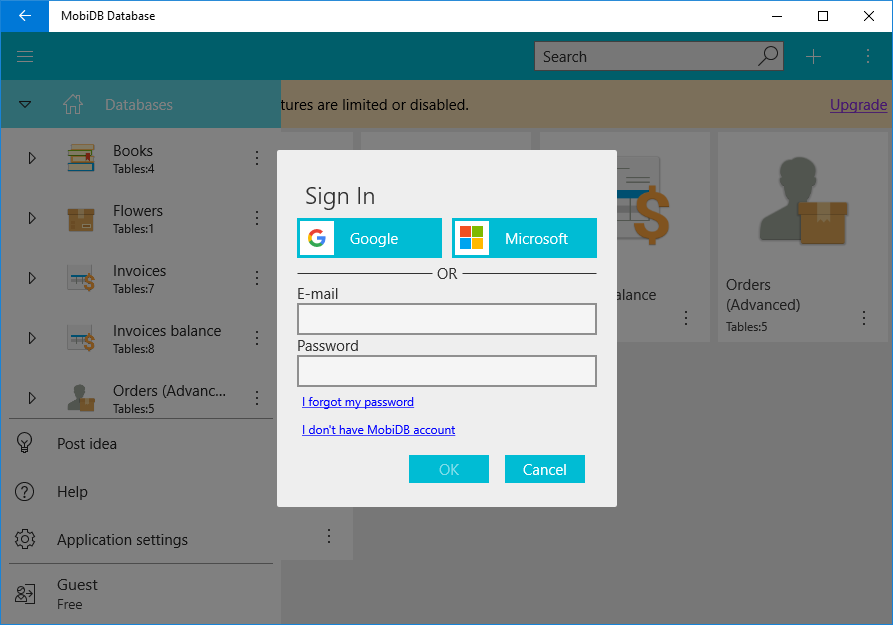 MobiDB Database
Search
Databases
tures are limited or disabled.
Upgrade
Books
Tables:4
Flowers
Tables:1
Invoices
Tables:7
Invoices balance
Tables:8
Orders (Advanc...
Tables:5
Post idea
Help
Application settings
Guest
Free
Sign In
Google
Microsoft
OR
E-mail
Password
I forgot my password
I don't have MobiDB account
OK
Cancel
alance
Orders
(Advanced)
Tables:5